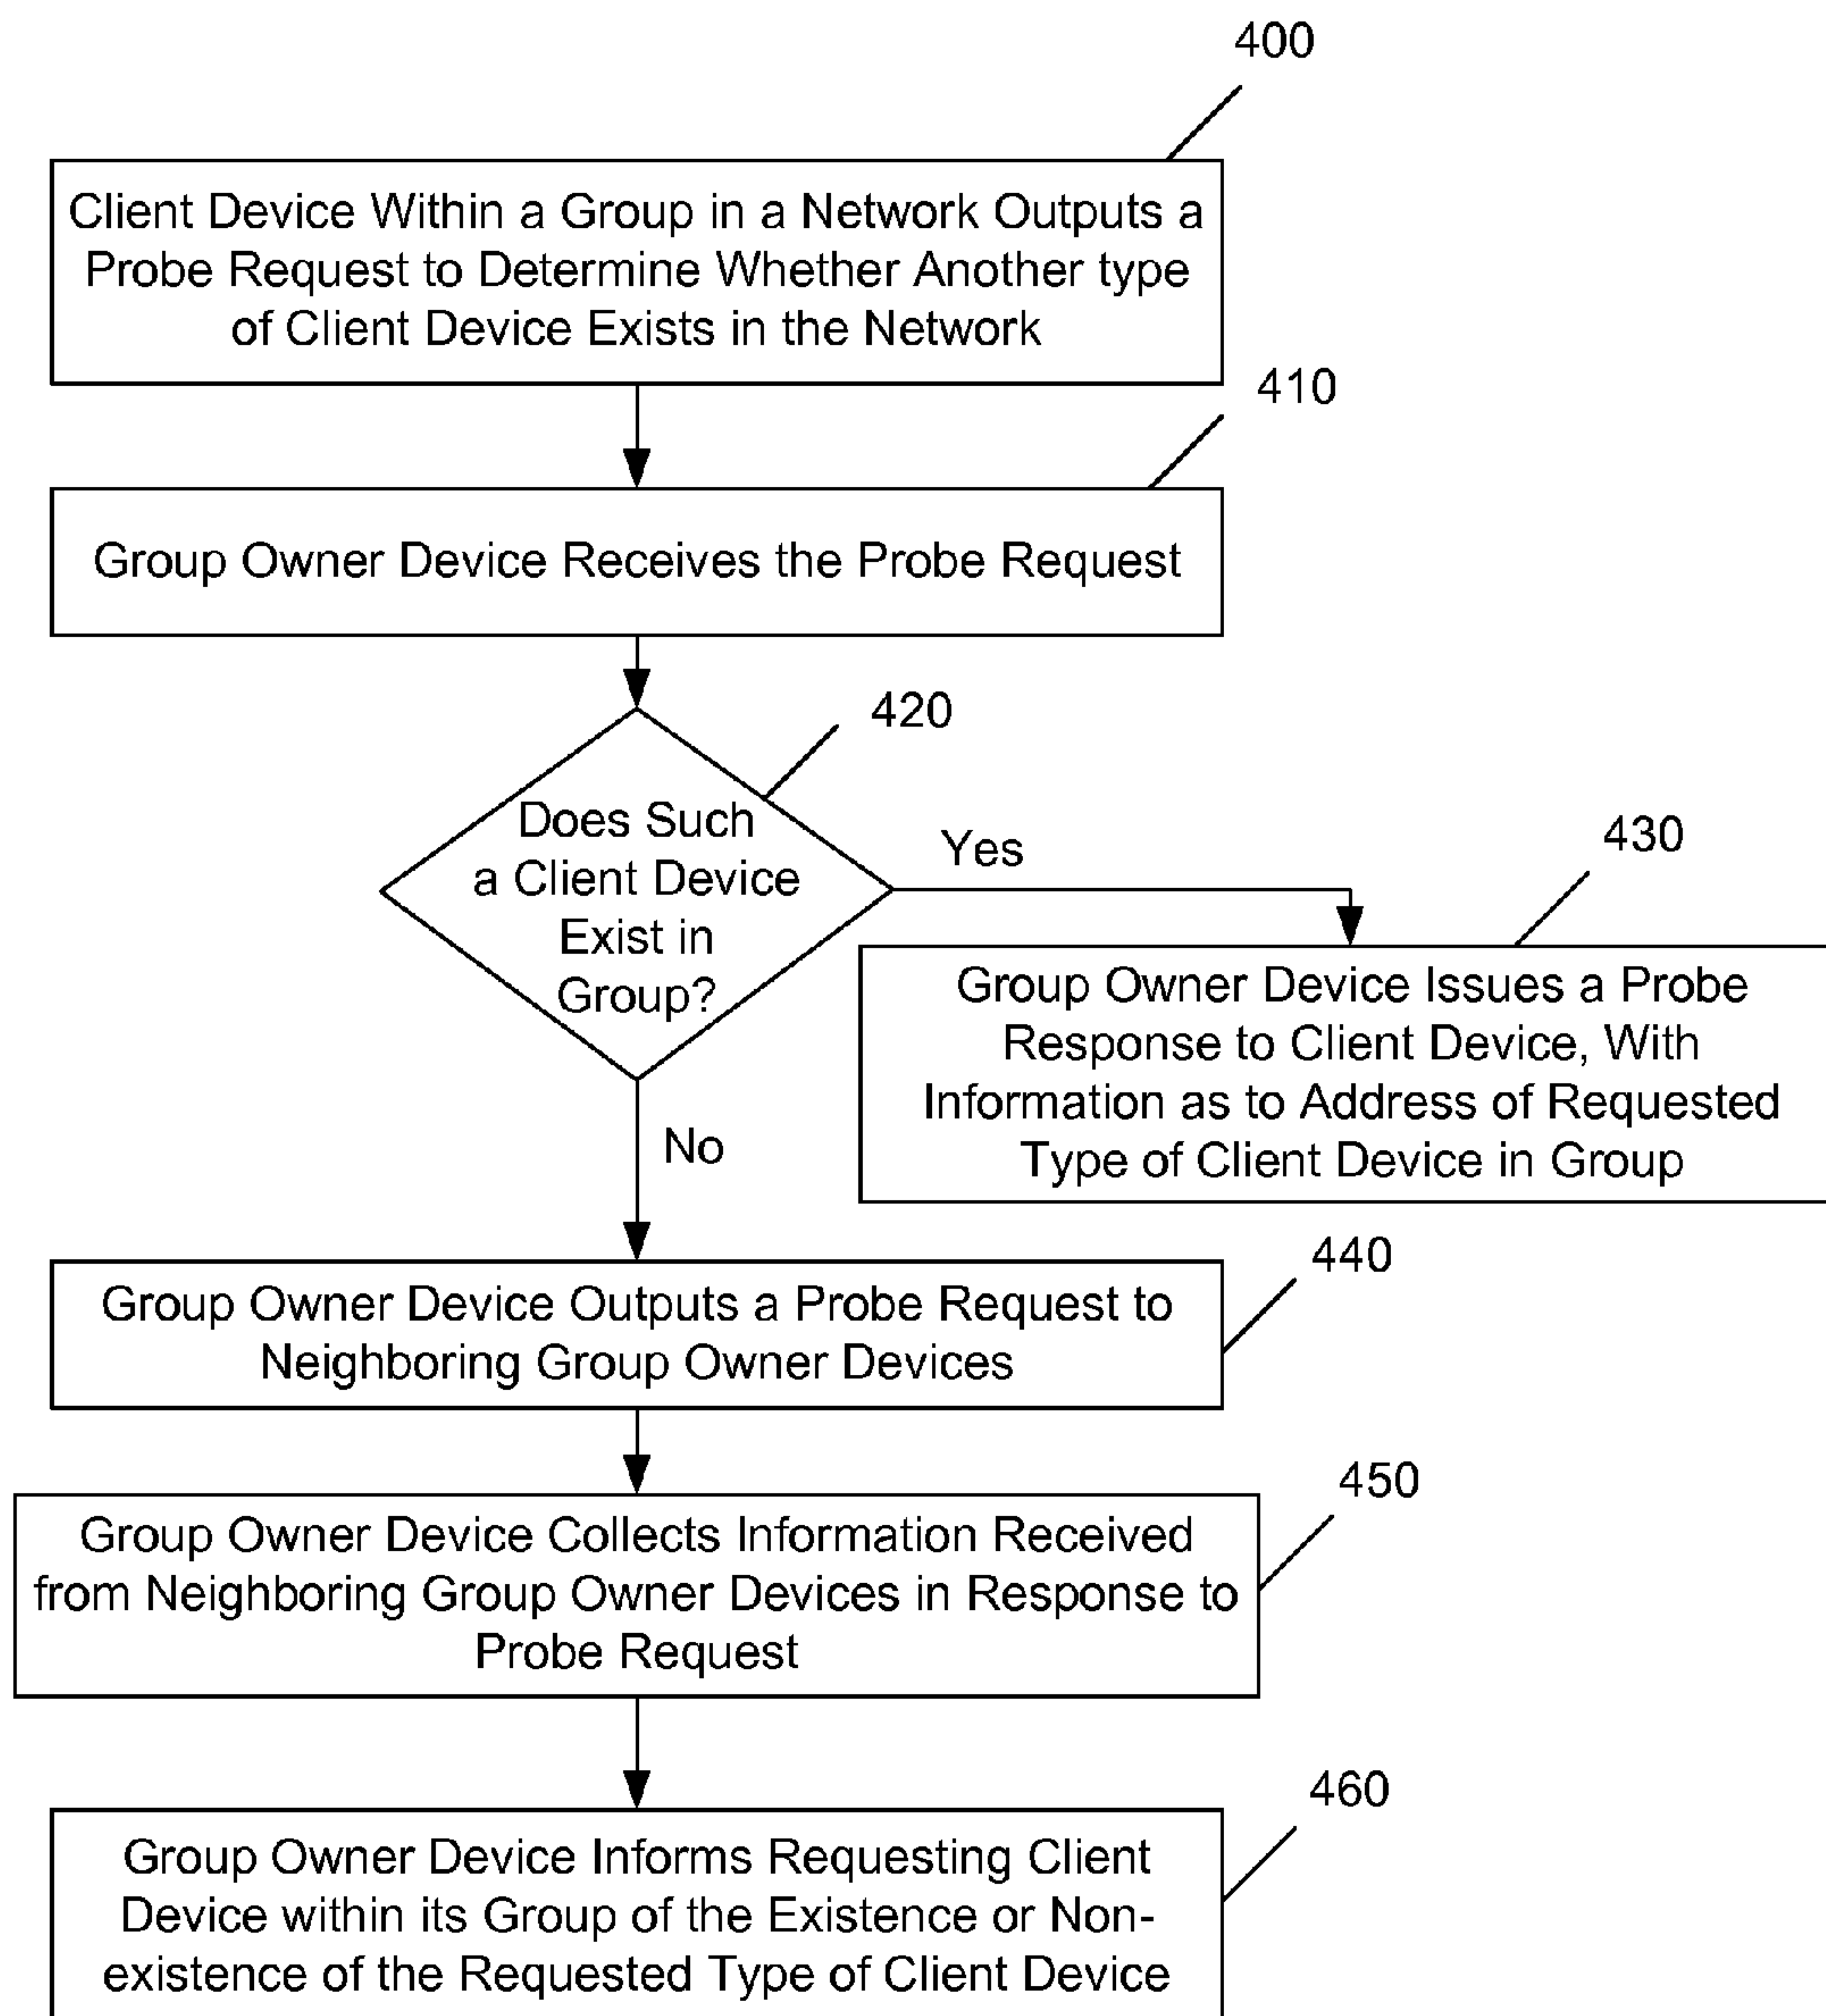 400
Client Device Within a Group in a Network Outputs a
Probe Request to Determine Whether Another type
of Client Device Exists in the Network
410
Group Owner Device Receives the Probe Request
420
Does Such
a Client Device
Exist in
Group?
Yes
430
Group Owner Device Issues a Probe
Response to Client Device, With
Information as to Address of Requested
Type of Client Device in Group
No
440
Group Owner Device Outputs a Probe Request to
Neighboring Group Owner Devices
450
Group Owner Device Collects Information Received
from Neighboring Group Owner Devices in Response to
Probe Request
460
Group Owner Device Informs Requesting Client
Device within its Group of the Existence or Non-
existence of the Requested Type of Client Device